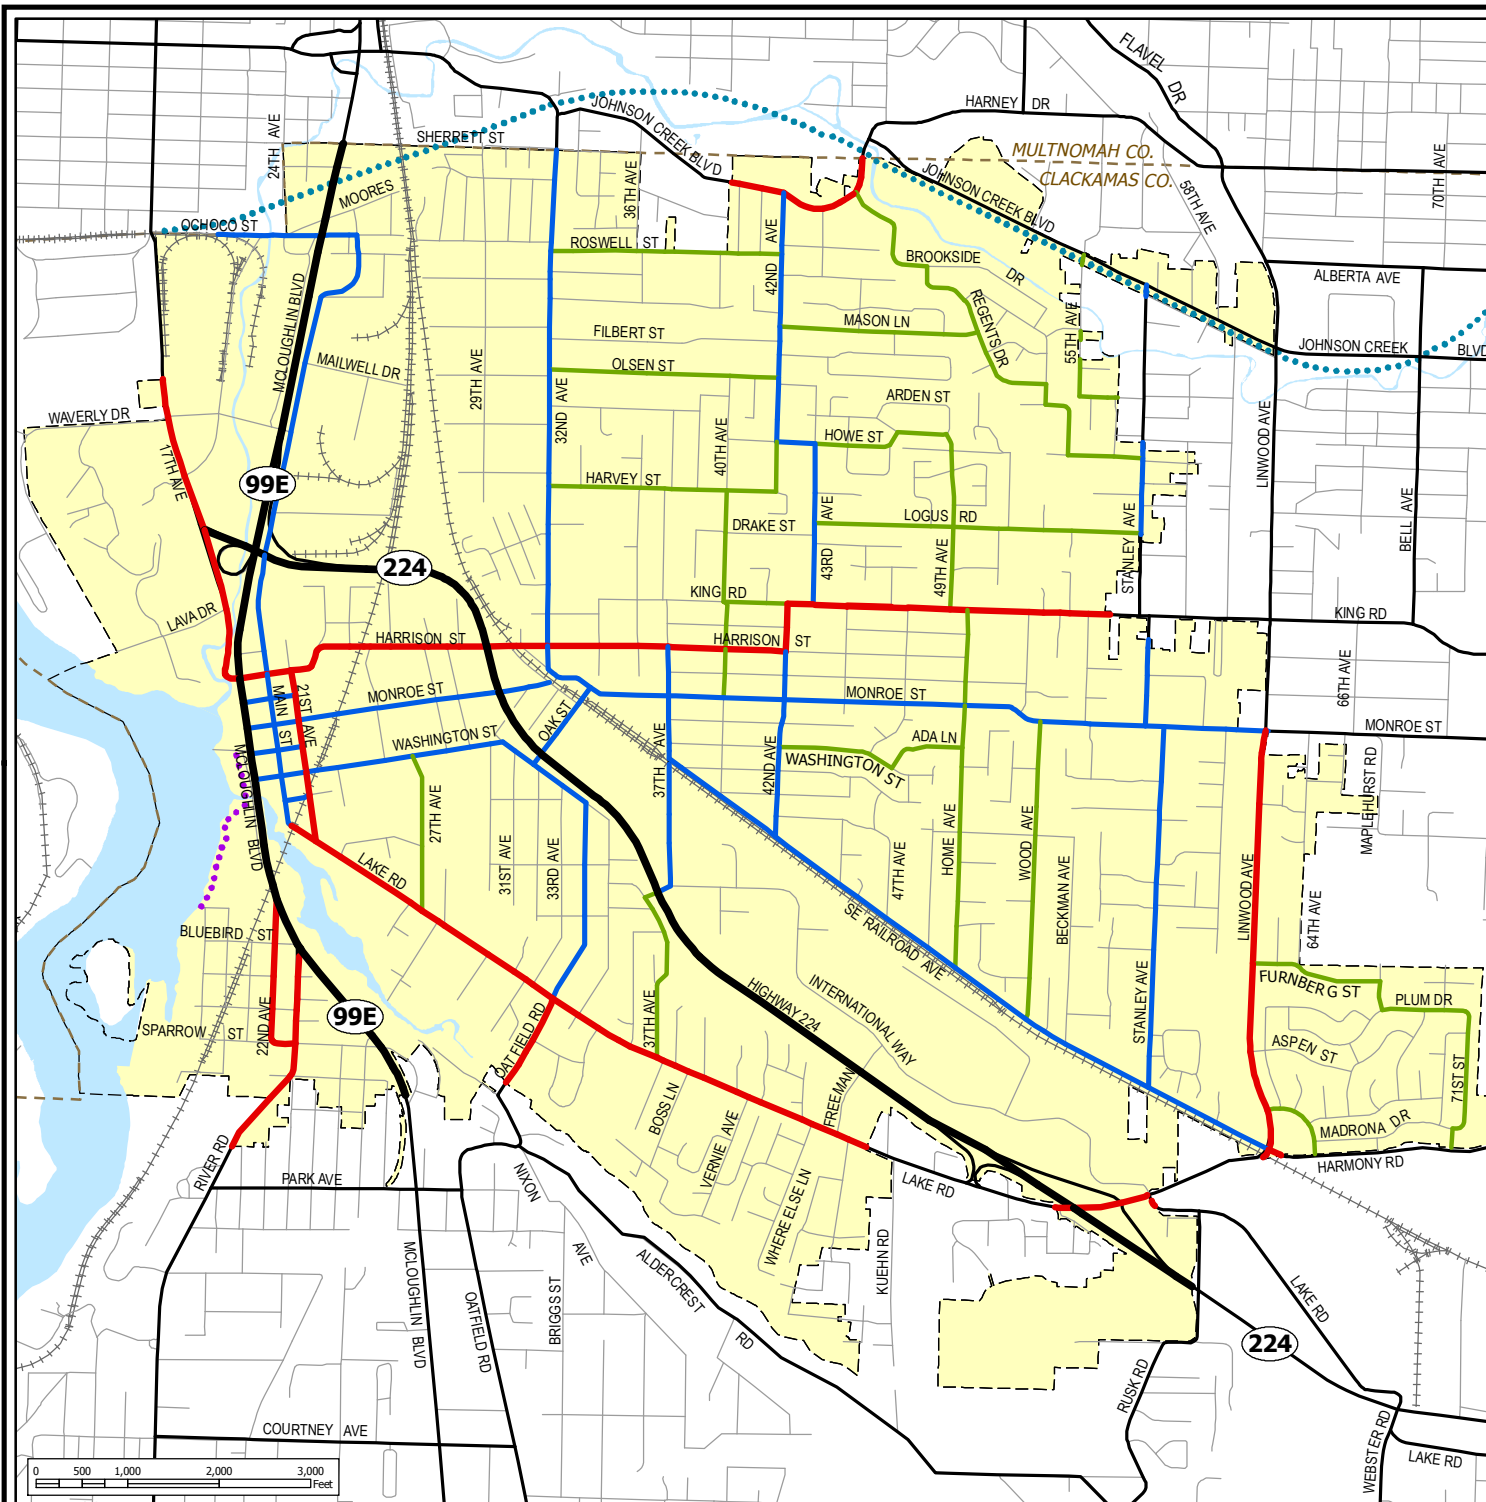 FLAVEL DR
HARNEY DR
JOHNSON CREEK BLVD
SHERRETT ST
24TH AVE
MULTNOMAH CO.
CLACKAMAS CO.
70TH AVE
MOORES
36TH AVE
JOHNSON CREEK BLVD
58TH AVE
OCHOCO ST
ROSWELL ST
42ND AVE
BROOKSIDE DR
ALBERTA AVE
MCLOUGHLIN BLVD
FILBERT ST
MASON LN
REGENTS DR
55TH AVE
JOHNSON CREEK BLVD
MAILWELL DR
29TH AVE
OLSEN ST
WAVERLY DR
32ND AVE
ARDEN ST
LINWOOD AVE
17TH AVE
40TH AVE
HOWE ST
99E
HARVEY ST
DRAKE ST
43RD AVE
LOGUS RD
STANLEY AVE
BELL AVE
224
49TH AVE
LAVA DR
KING RD
KING RD
HARRISON ST
HARRISON ST
66TH AVE
MONROE ST
MAIN ST
21ST AVE
MONROE ST
MONROE ST
OAK ST
WASHINGTON ST
37TH AVE
42ND AVE
ADA LN
WASHINGTON ST
MCLOUGHLIN BLVD
27TH AVE
MAPLEHURST RD
HOME AVE
WOOD AVE
LAKE RD
31ST AVE
33RD AVE
47TH AVE
BECKMAN AVE
LINWOOD AVE
64TH AVE
BLUEBIRD ST
SE RAILROAD AVE
22ND AVE
99E
SPARROW ST
OATFIELD RD
37TH AVE
HIGHWAY 224
INTERNATIONAL WAY
STANLEY AVE
FURNBERG ST
PLUM DR
ASPEN ST
71ST ST
BOSS LN
VERNIE AVE
FREEMAN
MADRONA DR
HARMONY RD
RIVER RD
PARK AVE
NIXON AVE
WHERE ELSE LN
LAKE RD
KUEHN RD
MCLOUGHLIN BLVD
OATFIELD RD
BRIGGS ST
ALDERCREST RD
LAKE RD
224
RUSK RD
COURTNEY AVE
WEBSTER RD
LAKE RD
0 500 1,000 2,000 3,000
Feet